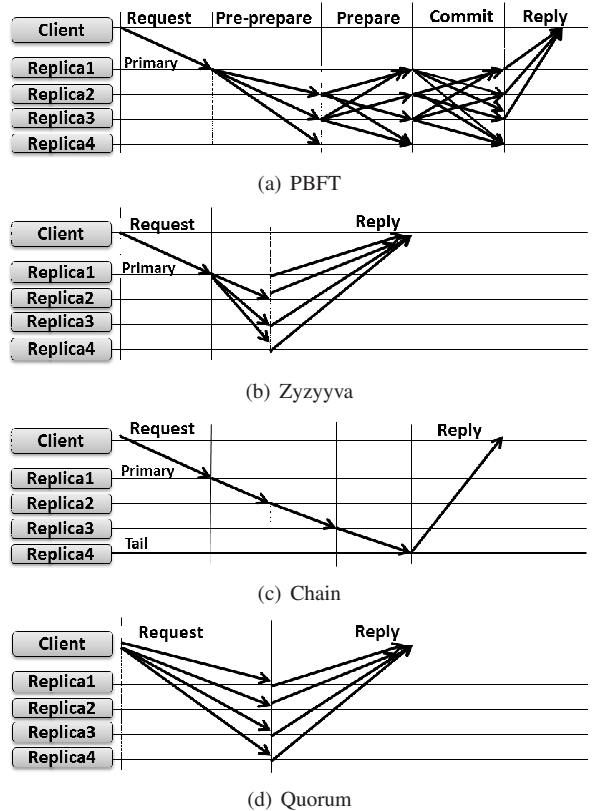 Request Pre-prepare Prepare Commit Reply
Client
Replica1 Primary
Replica2
Replica3
Replica4
(a) PBFT
Request Reply
Client
Replica1 Primary
Replica2
Replica3
Replica4
(b) Zyzyyva
Request Reply
Client
Replica1 Primary
Replica2
Replica3
Replica4 Tail
(c) Chain
Request Reply
Client
Replica1
Replica2
Replica3
Replica4
(d) Quorum